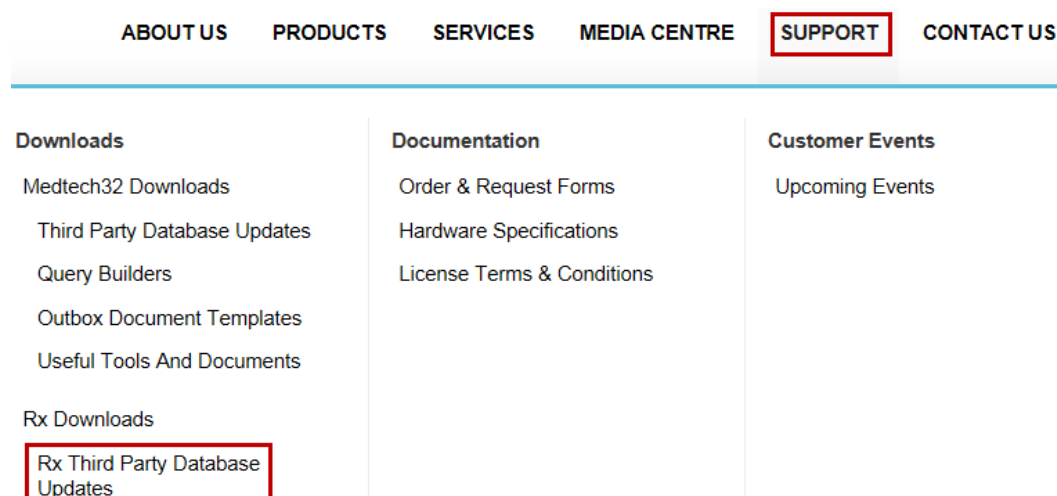 ABOUT US PRODUCTS SERVICES MEDIA CENTRE SUPPORT CONTACT US
Downloads
Medtech32 Downloads
Third Party Database Updates
Query Builders
Outbox Document Templates
Useful Tools And Documents
Rx Downloads
Rx Third Party Database
Updates
Documentation
Order & Request Forms
Hardware Specifications
License Terms & Conditions
Customer Events
Upcoming Events